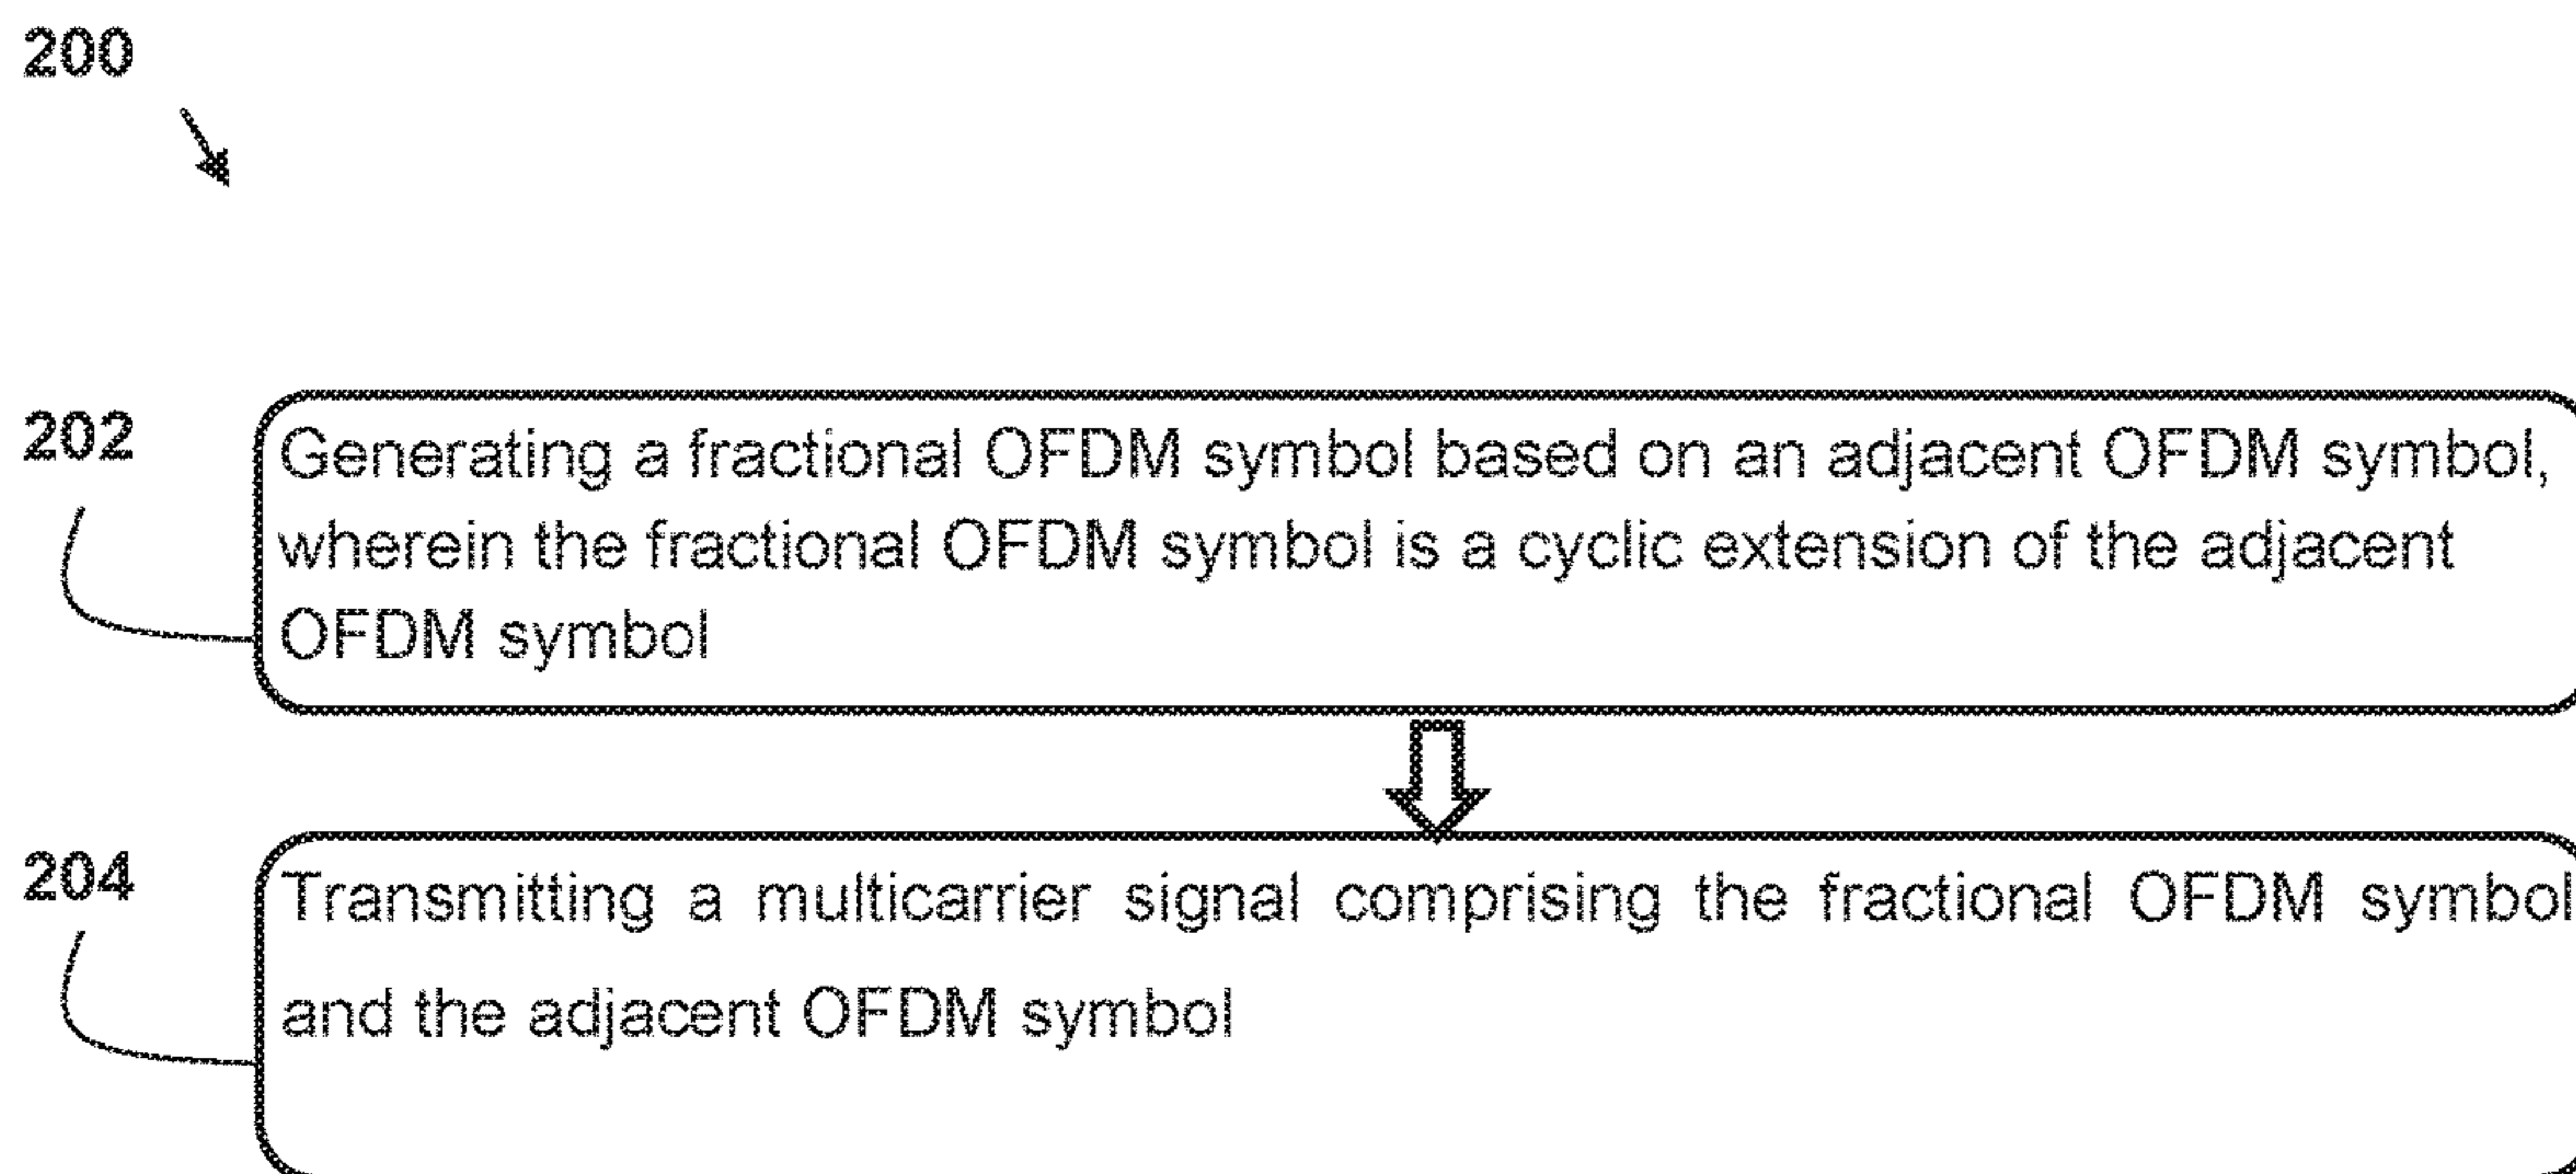 200
202
Generating a fractional OFDM symbol based on an adjacent OFDM symbol,
wherein the fractional OFDM symbol is a cyclic extension of the adjacent
OFDM symbol
204
Transmitting a multicarrier signal comprising the fractional OFDM symbol
and the adjacent OFDM symbol